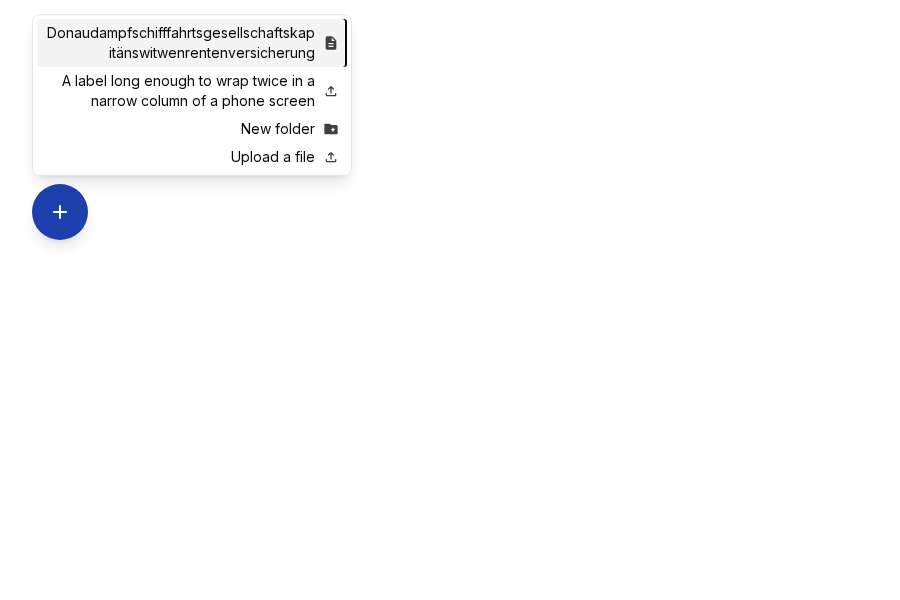 Donaudampfschifffahrtsgesellschaftskap
itänswitwenrentenversicherung
A label long enough to wrap twice in a
narrow column of a phone screen
New folder
Upload a file